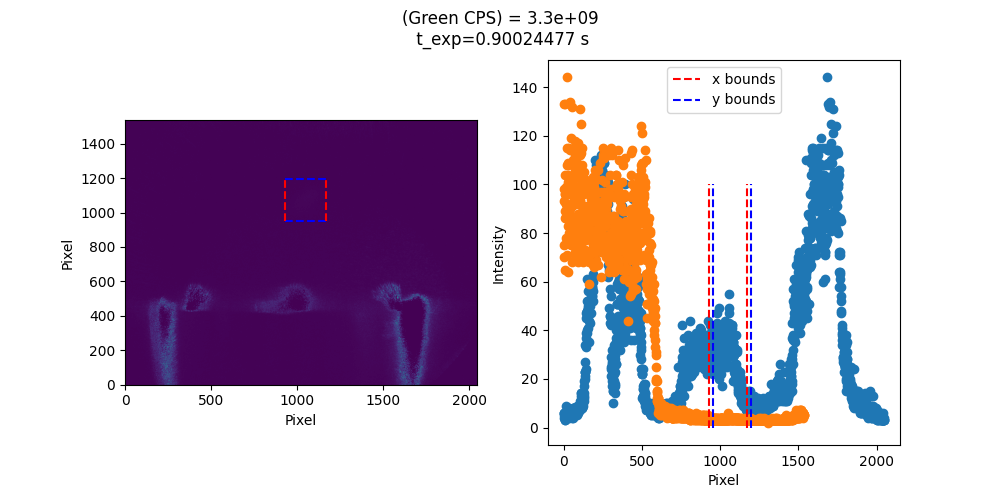 (Green CPS) = 3.3e+09
t_exp=0.90024477 s
1400
1200
1000
800
600
400
200
0
Pixel
0 500 1000 1500 2000
Pixel
140
120
100
80
60
40
20
0
Intensity
x bounds
y bounds
0 500 1000 1500 2000
Pixel